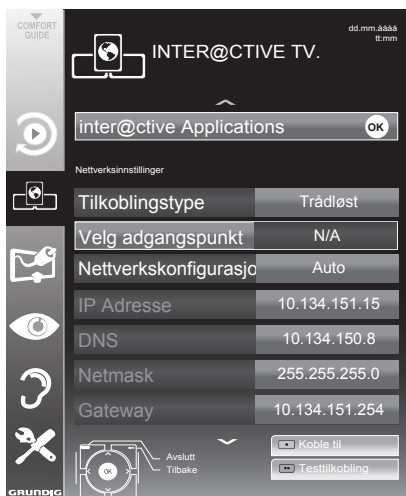 COMFORT
GUIDE
INTER@CTIVE TV.
dd.mm.åååå
tt:mm
inter@ctive Applications
OK
Nettverksinnstillinger
Tilkoblingstype
Trådløst
Velg adgangspunkt
N/A
Nettverkskonfigurasjo
Auto
IP Adresse
10.134.151.15
DNS
10.134.150.8
Netmask
255.255.255.0
Gateway
10.134.151.254
OK
Avslutt
Tilbake
Koble til
Testtilkobling
GRUNDIG